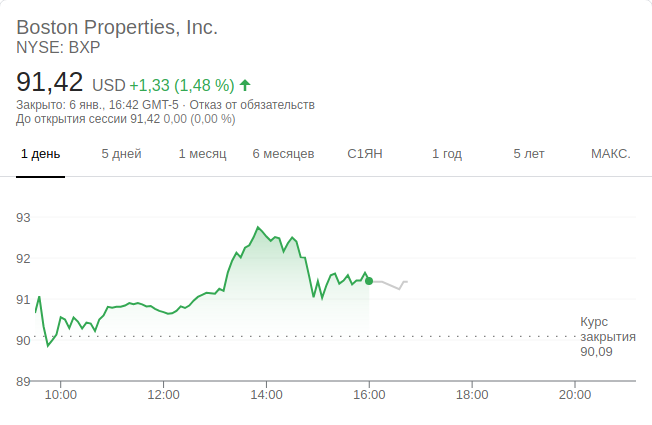 Boston Properties, Inc.
NYSE: BXP
91,42 USD +1,33 (1,48 %)
Закрыто: 6 янв., 16:42 GMT-5 · Отказ от обязательств
До открытия сессии 91,42 0,00 (0,00 %)
1 день 5 дней 1 месяц 6 месяцев С1ЯН 1 год 5 лет МАКС.
93
92
91
90
89
Курс
закрытия
90,09
10:00 12:00 14:00 16:00 18:00 20:00